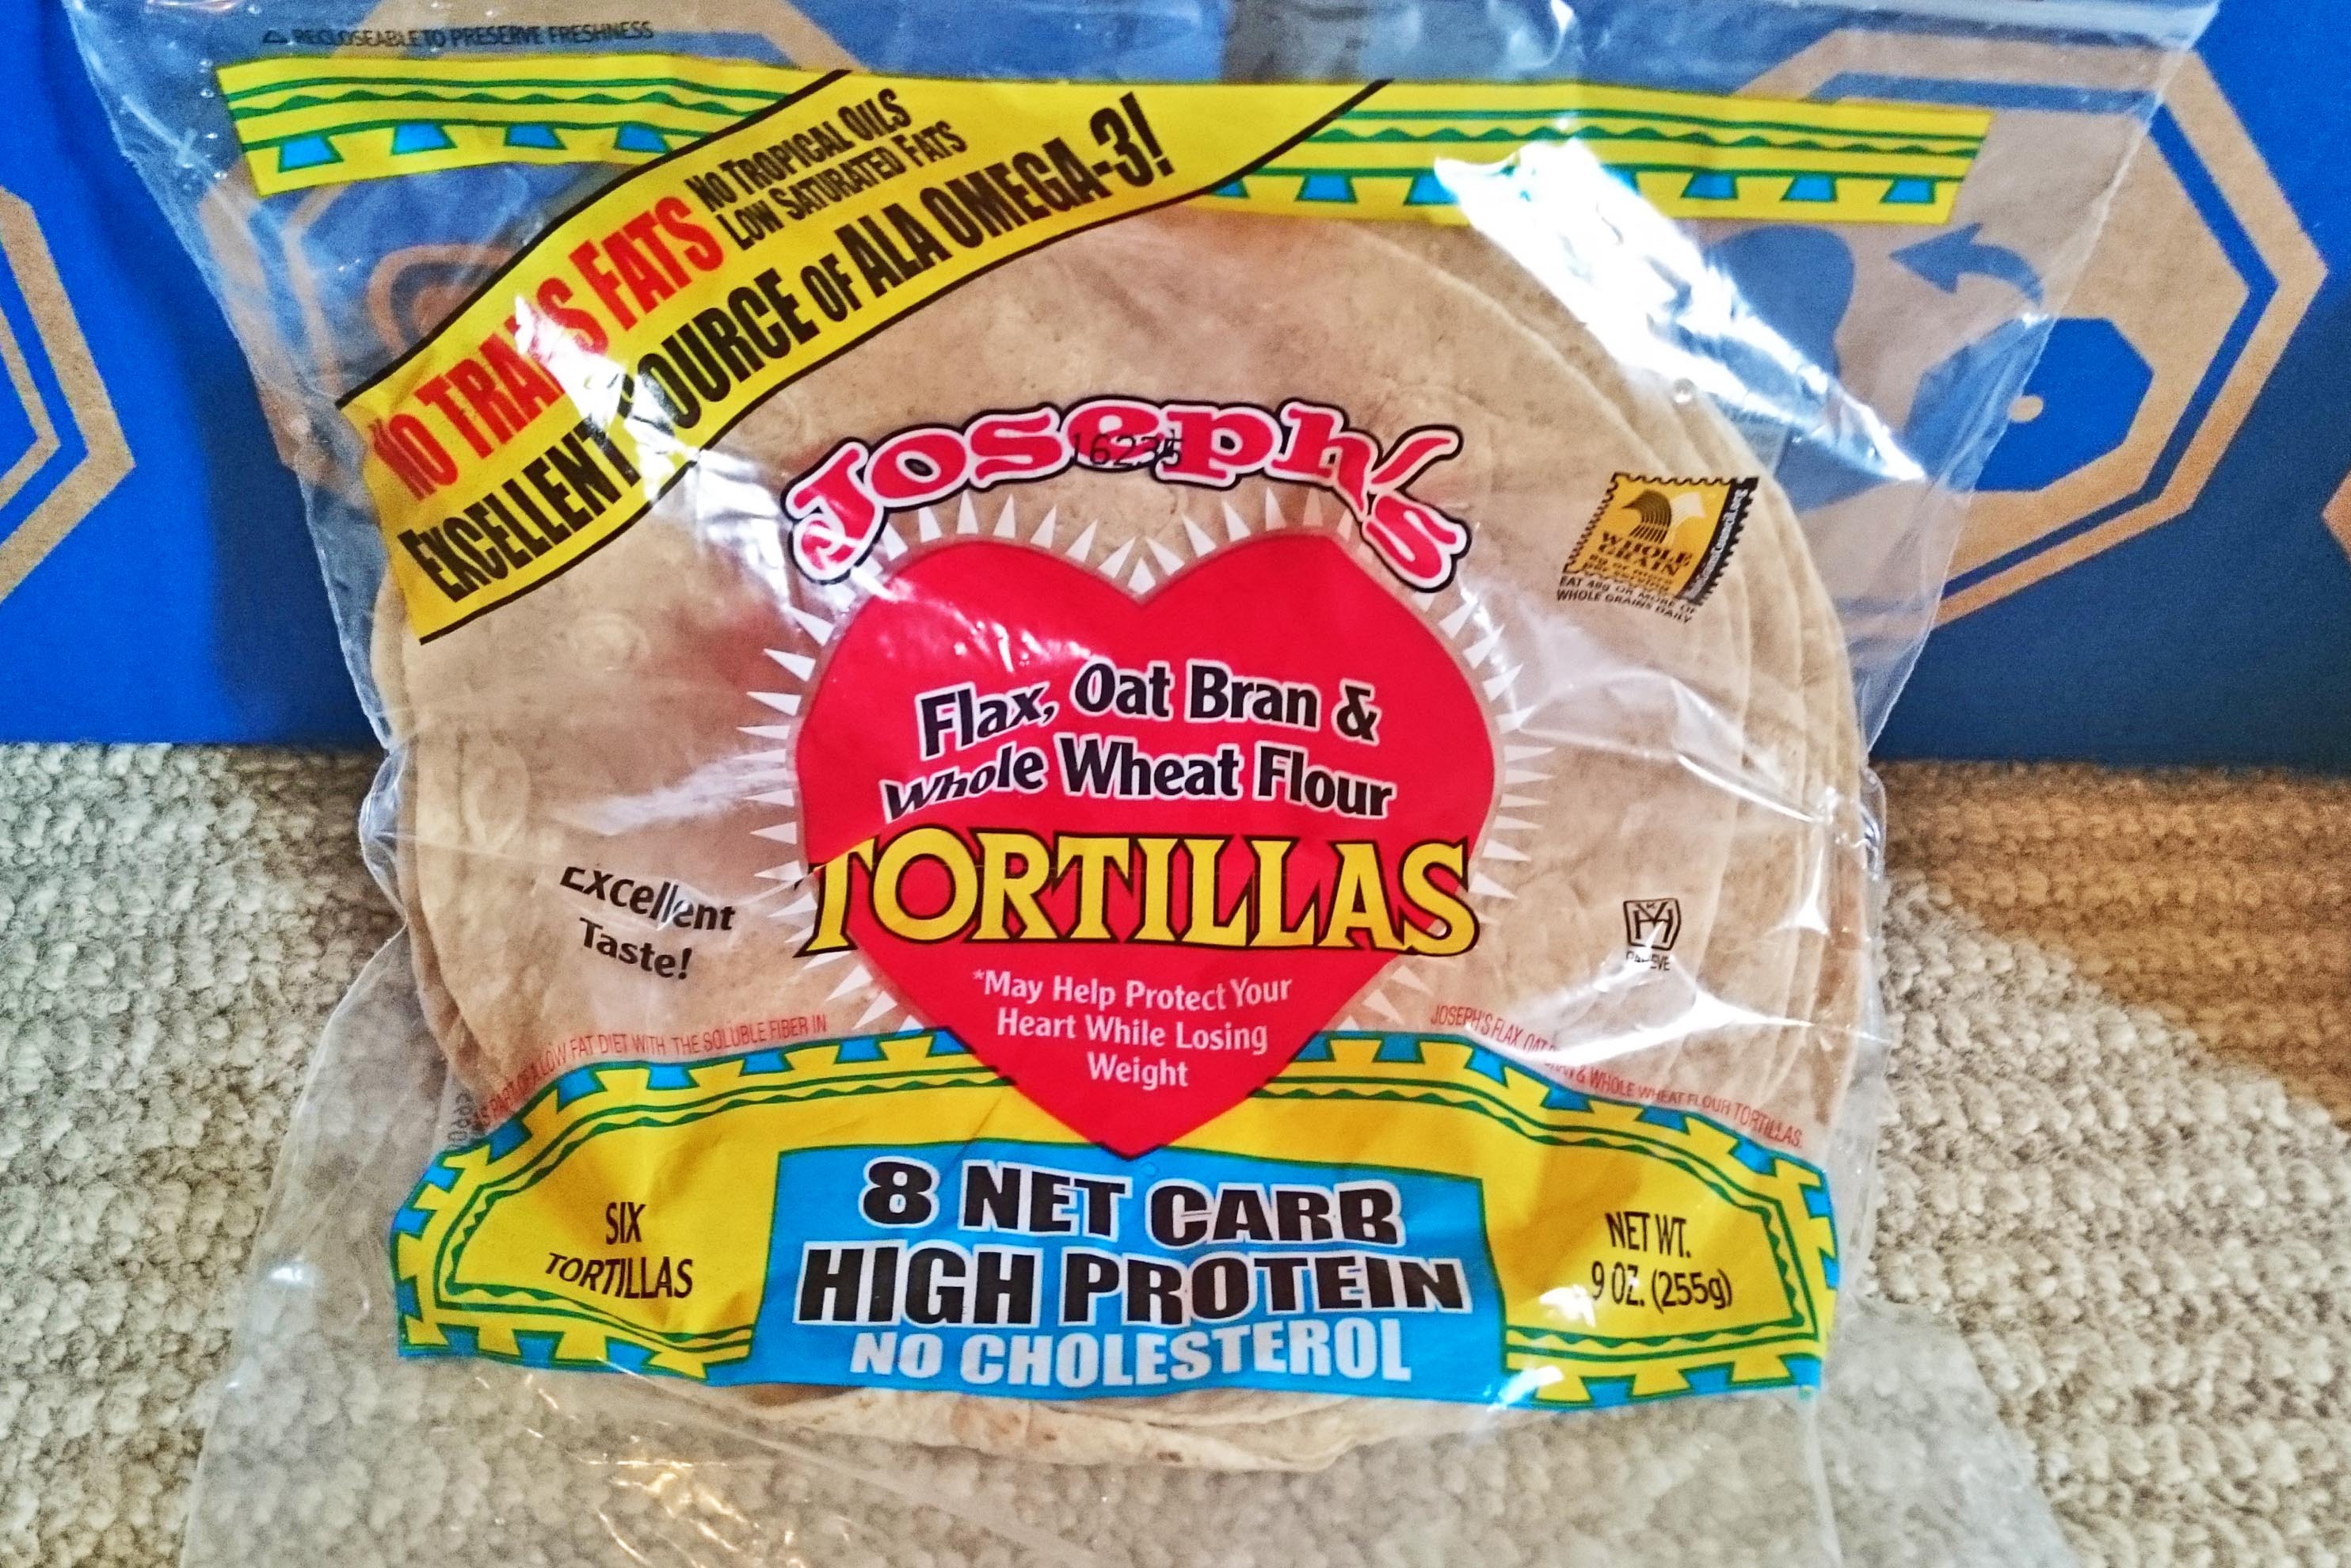 RECLOSEABLE TO PRESERVE FRESHNESS
NO TRANS FATS
NO TROPICAL OILS
LOW SATURATED FATS
EXCELLENT SOURCE OF ALA OMEGA-3!
Joseph's
16235
WHOLE
GRAIN
EAT 48g OR MORE OF
WHOLE GRAINS DAILY
Flax, Oat Bran &
Whole Wheat Flour
TORTILLAS
Excellent
Taste!
*May Help Protect Your
Heart While Losing
Weight
AS PART OF A LOW FAT DIET WITH THE SOLUBLE FIBER IN
JOSEPH'S FLAX, OAT BRAN & WHOLE WHEAT FLOUR TORTILLAS.
8 NET CARB
HIGH PROTEIN
NO CHOLESTEROL
SIX
TORTILLAS
NET WT.
9 OZ. (255g)